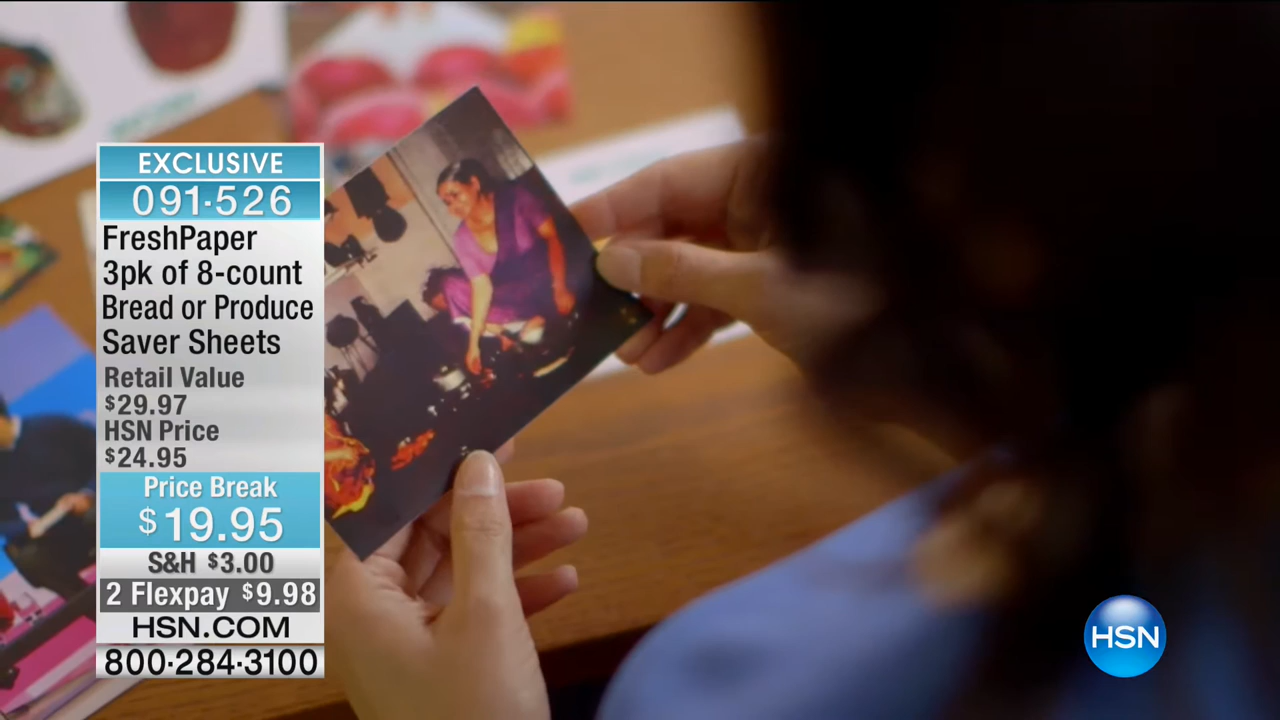 EXCLUSIVE
091·526
FreshPaper
3pk of 8-count
Bread or Produce
Saver Sheets
Retail Value
$29.97
HSN Price
$24.95
Price Break
$19.95
S&H $3.00
2 Flexpay $9.98
HSN.COM
800·284·3100
HSN